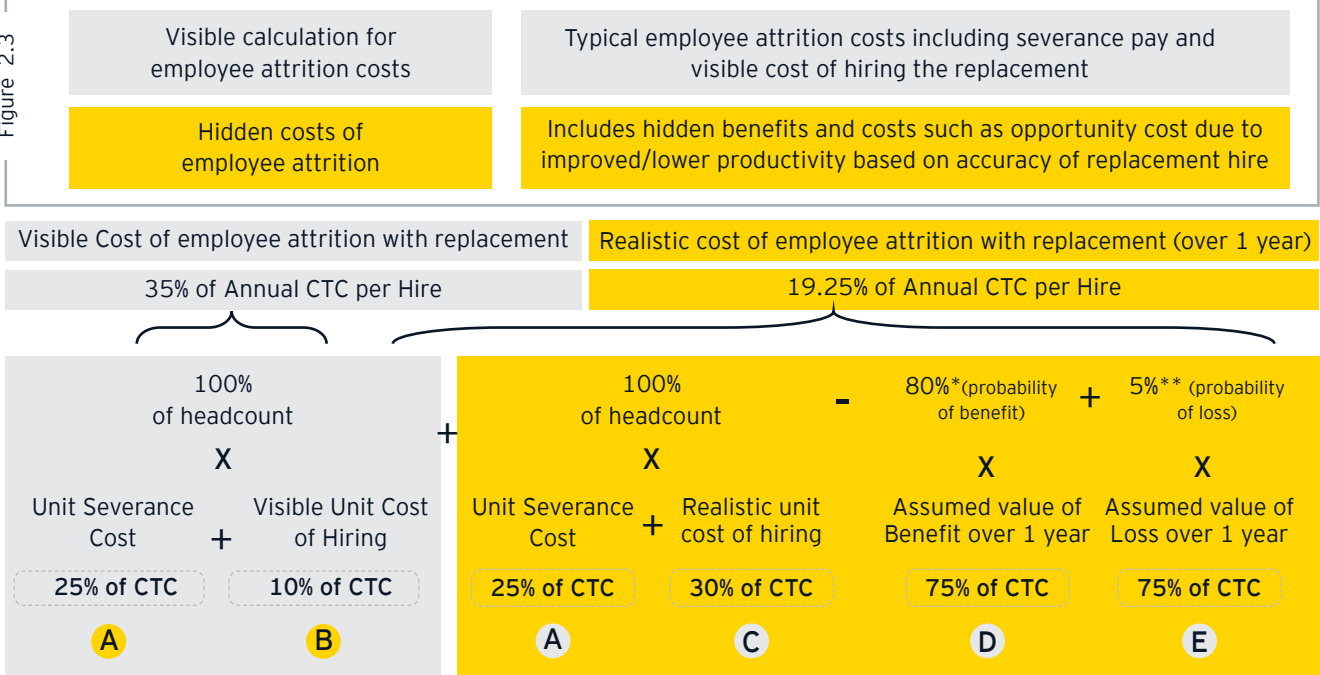 Figure 2.3
Visible calculation for
employee attrition costs
Typical employee attrition costs including severance pay and
visible cost of hiring the replacement
Hidden costs of
employee attrition
Includes hidden benefits and costs such as opportunity cost due to
improved/lower productivity based on accuracy of replacement hire
Visible Cost of employee attrition with replacement
Realistic cost of employee attrition with replacement (over 1 year)
35% of Annual CTC per Hire
19.25% of Annual CTC per Hire
100%
of headcount
X
Unit Severance
Cost
+
Visible Unit Cost
of Hiring
25% of CTC
10% of CTC
A
B
+
100%
of headcount
X
Unit Severance
Cost
+
Realistic unit
cost of hiring
25% of CTC
30% of CTC
A
C
-
80%*(probability
of benefit)
X
Assumed value of
Benefit over 1 year
75% of CTC
D
+
5%** (probability
of loss)
X
Assumed value of
Loss over 1 year
75% of CTC
E